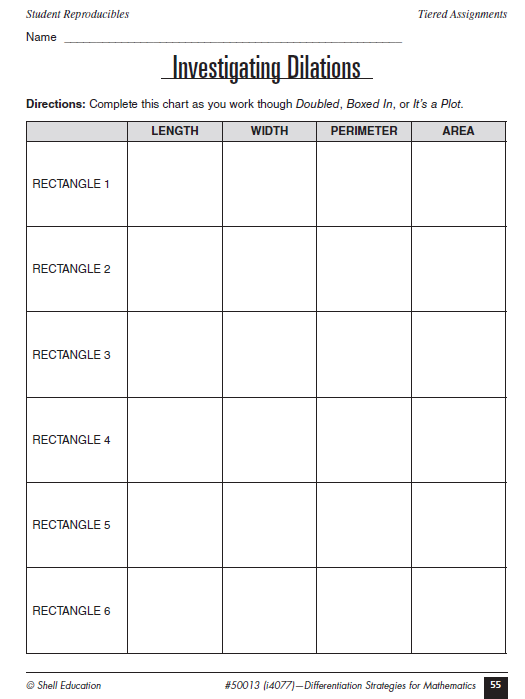 Student Reproducibles
Tiered Assignments
Name
Investigating Dilations
Directions: Complete this chart as you work though Doubled, Boxed In, or It's a Plot.
LENGTH WIDTH PERIMETER AREA
RECTANGLE 1
RECTANGLE 2
RECTANGLE 3
RECTANGLE 4
RECTANGLE 5
RECTANGLE 6
© Shell Education
#50013 (i4077)—Differentiation Strategies for Mathematics
55